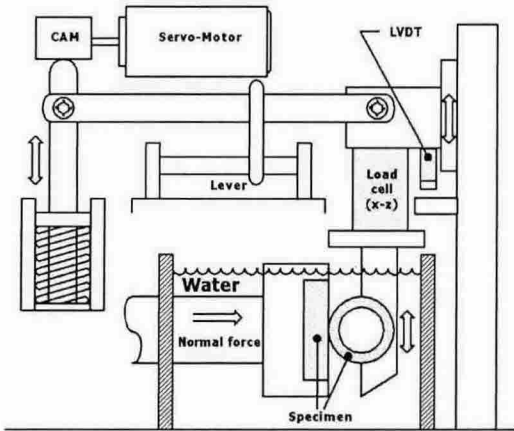 CAM
Servo-Motor
LVDT
Lever
Load
cell
(x-z)
Water
Normal force
Specimen